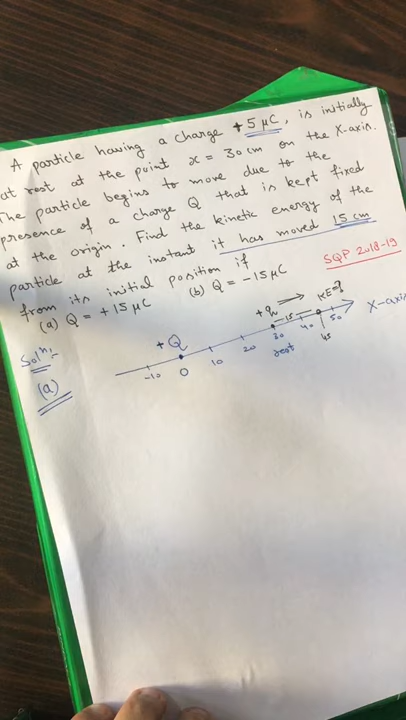 A particle having a charge +5 μC, is initially
at rest at the point x = 30 cm on the X-axis.
The particle begins to move due to the
presence of a charge Q that is kept fixed
at the origin. Find the kinetic energy of the
particle at the instant it has moved 15 cm
from its initial position if
(a) Q = +15 μC (b) Q = -15 μC
SQP 2018-19
Solⁿ:
(a)
+Q +q →
-15- KE of
-10 0 10 20 30 40 50 X-axis
rest 45